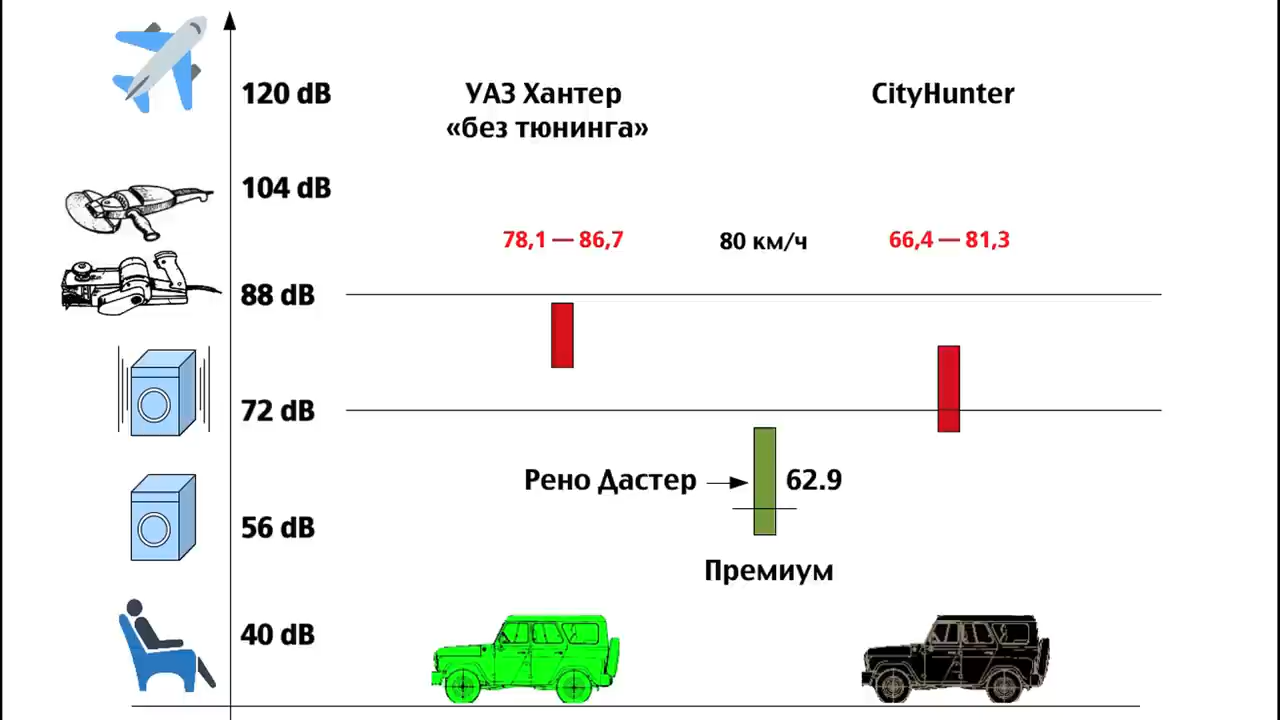 120 dB
УАЗ Хантер
«без тюнинга»
CityHunter
104 dB
78,1 — 86,7
80 км/ч
66,4 — 81,3
88 dB
72 dB
Рено Дастер
62.9
56 dB
Премиум
40 dB